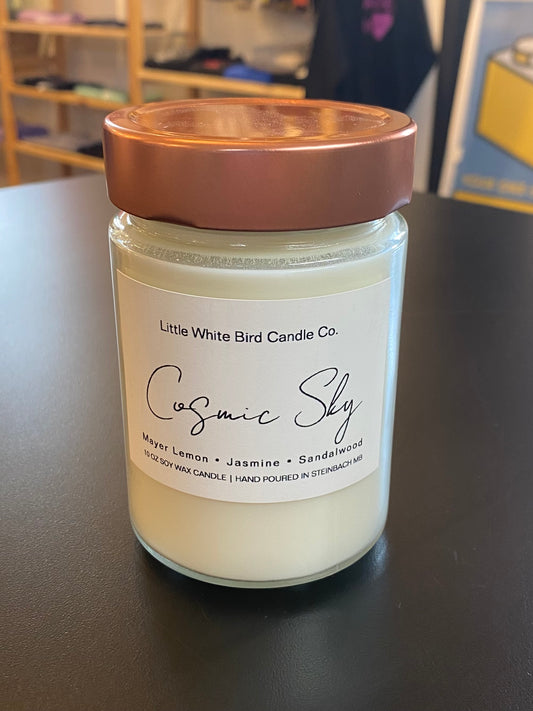 Little White Bird Candle Co.
Cosmic Sky
Mayer Lemon • Jasmine • Sandalwood
10 OZ SOY WAX CANDLE | HAND POURED IN STEINBACH MB